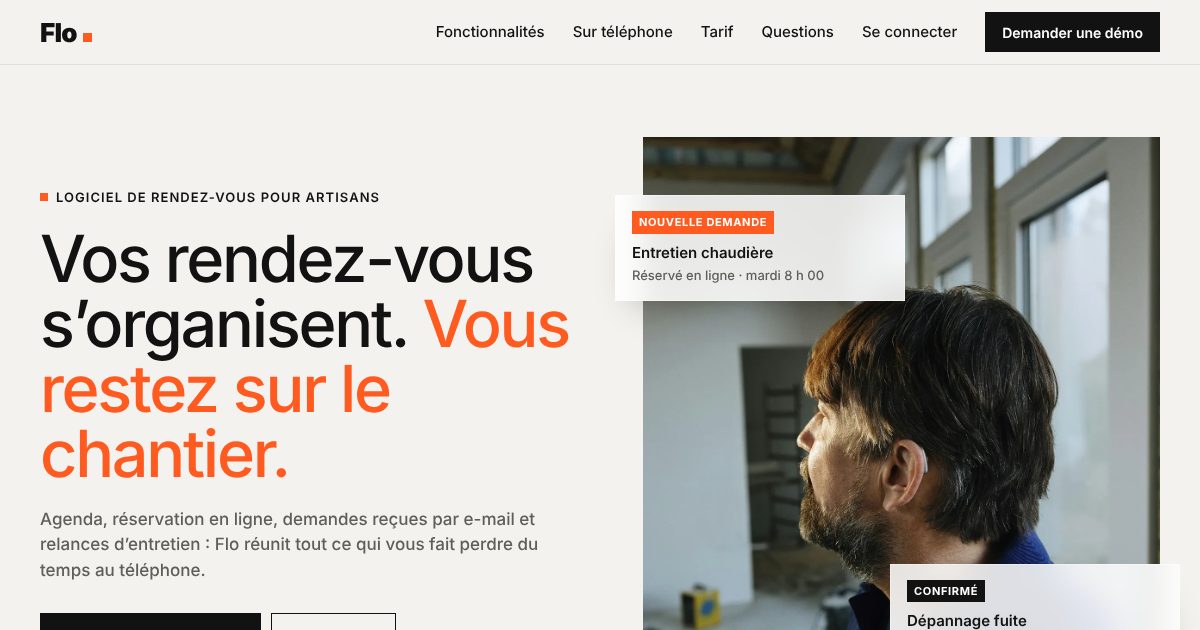 Flo
Fonctionnalités
Sur téléphone
Tarif
Questions
Se connecter
Demander une démo
LOGICIEL DE RENDEZ-VOUS POUR ARTISANS
Vos rendez-vous
s’organisent. Vous
restez sur le
chantier.
Agenda, réservation en ligne, demandes reçues par e-mail et
relances d’entretien : Flo réunit tout ce qui vous fait perdre du
temps au téléphone.
NOUVELLE DEMANDE
Entretien chaudière
Réservé en ligne · mardi 8 h 00
CONFIRMÉ
Dépannage fuite